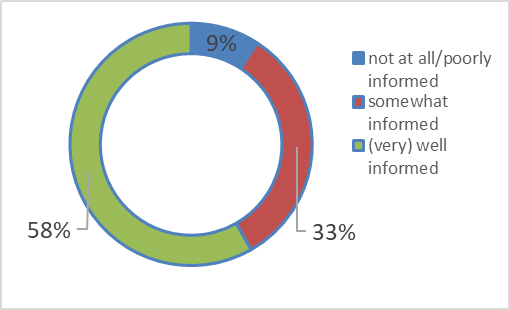 9%
not at all/poorly
informed
somewhat
informed
(very) well
informed
58%
33%